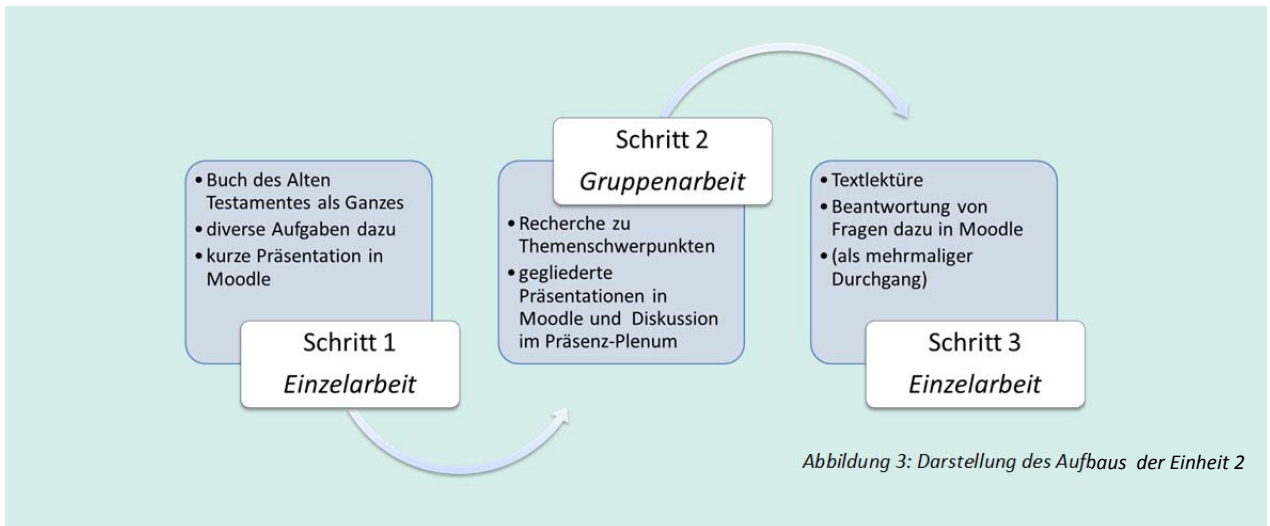 • Buch des Alten
Testamentes als Ganzes
• diverse Aufgaben dazu
• kurze Präsentation in
Moodle
Schritt 1
Einzelarbeit
Schritt 2
Gruppenarbeit
• Recherche zu
Themenschwerpunkten
• gegliederte
Präsentationen in
Moodle und Diskussion
im Präsenz-Plenum
• Textlektüre
• Beantwortung von
Fragen dazu in Moodle
• (als mehrmaliger
Durchgang)
Schritt 3
Einzelarbeit
Abbildung 3: Darstellung des Aufbaus der Einheit 2